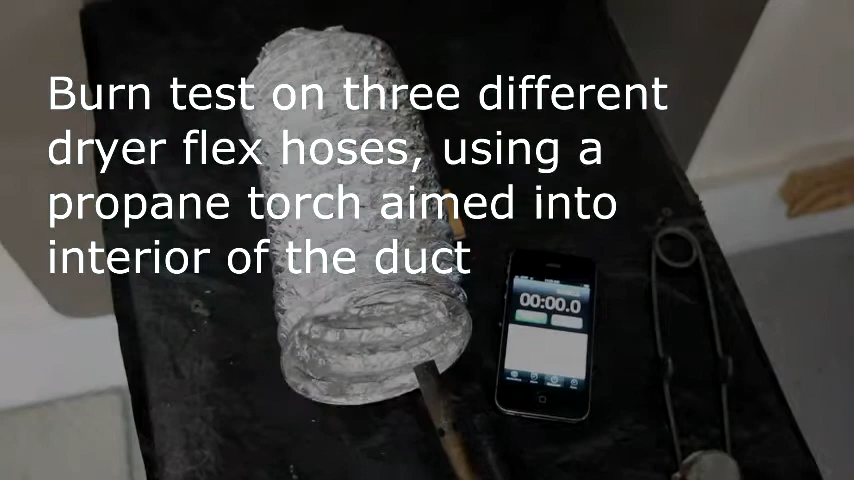 Burn test on three different
dryer flex hoses, using a
propane torch aimed into
interior of the duct
00:00.0